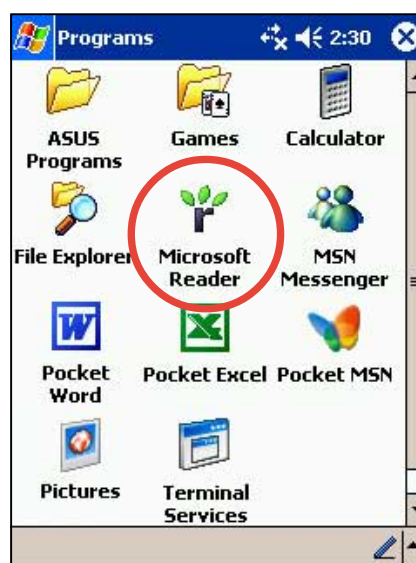 Programs 2:30
ASUS Programs Games Calculator
File Explorer Microsoft Reader MSN Messenger
Pocket Word Pocket Excel Pocket MSN
Pictures Terminal Services